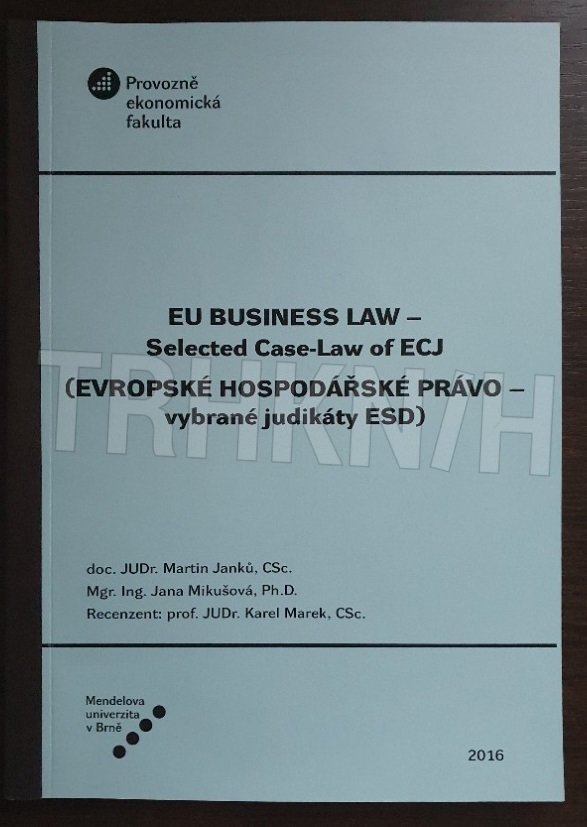 Provozně
ekonomická
fakulta
EU BUSINESS LAW –
Selected Case-Law of ECJ
(EVROPSKÉ HOSPODÁŘSKÉ PRÁVO –
vybrané judikáty ESD)
TRHKNIH
doc. JUDr. Martin Janků, CSc.
Mgr. Ing. Jana Mikušová, Ph.D.
Recenzent: prof. JUDr. Karel Marek, CSc.
Mendelova
univerzita
v Brně
2016